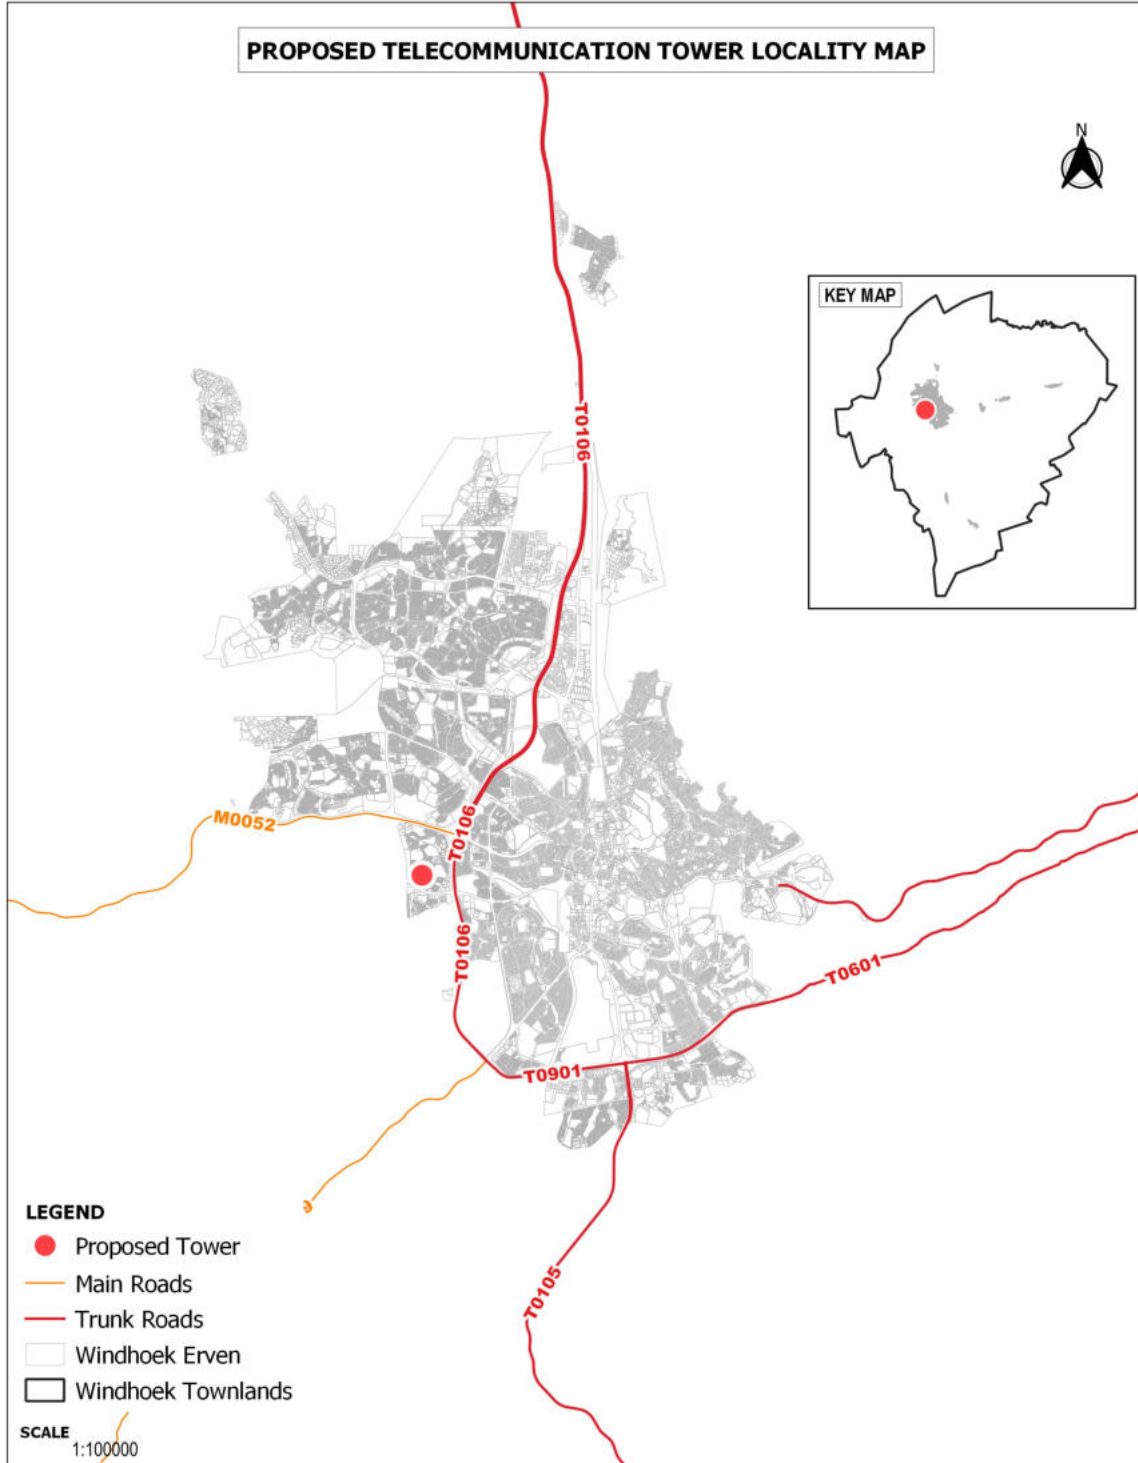 PROPOSED TELECOMMUNICATION TOWER LOCALITY MAP
N
KEY MAP
T0106
M0052
T0106
T0106
T0601
T0901
T0105
LEGEND
Proposed Tower
Main Roads
Trunk Roads
Windhoek Erven
Windhoek Townlands
SCALE
1:100000